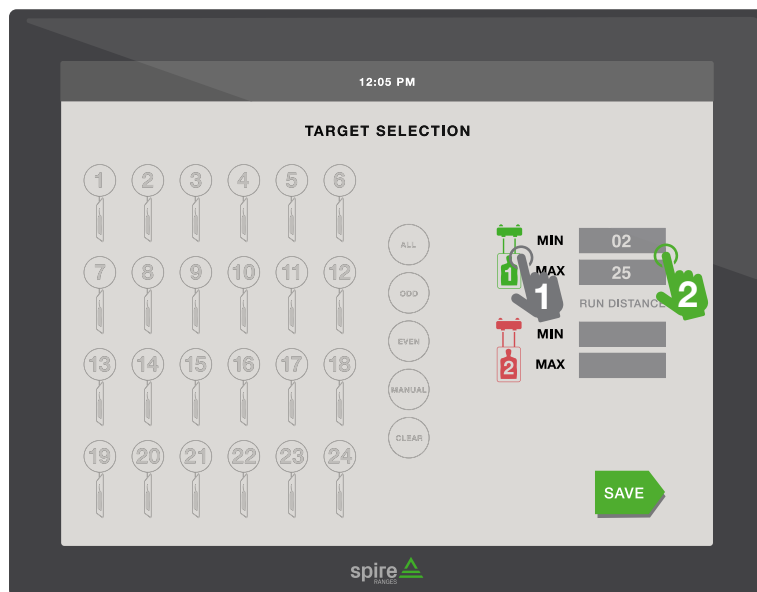 12:05 PM
TARGET SELECTION
1 2 3 4 5 6
7 8 9 10 11 12
13 14 15 16 17 18
19 20 21 22 23 24
ALL
ODD
EVEN
MANUAL
CLEAR
1
MIN 02
MAX 25
1
2
RUN DISTANCE
2
MIN
MAX
SAVE
spire
RANGES